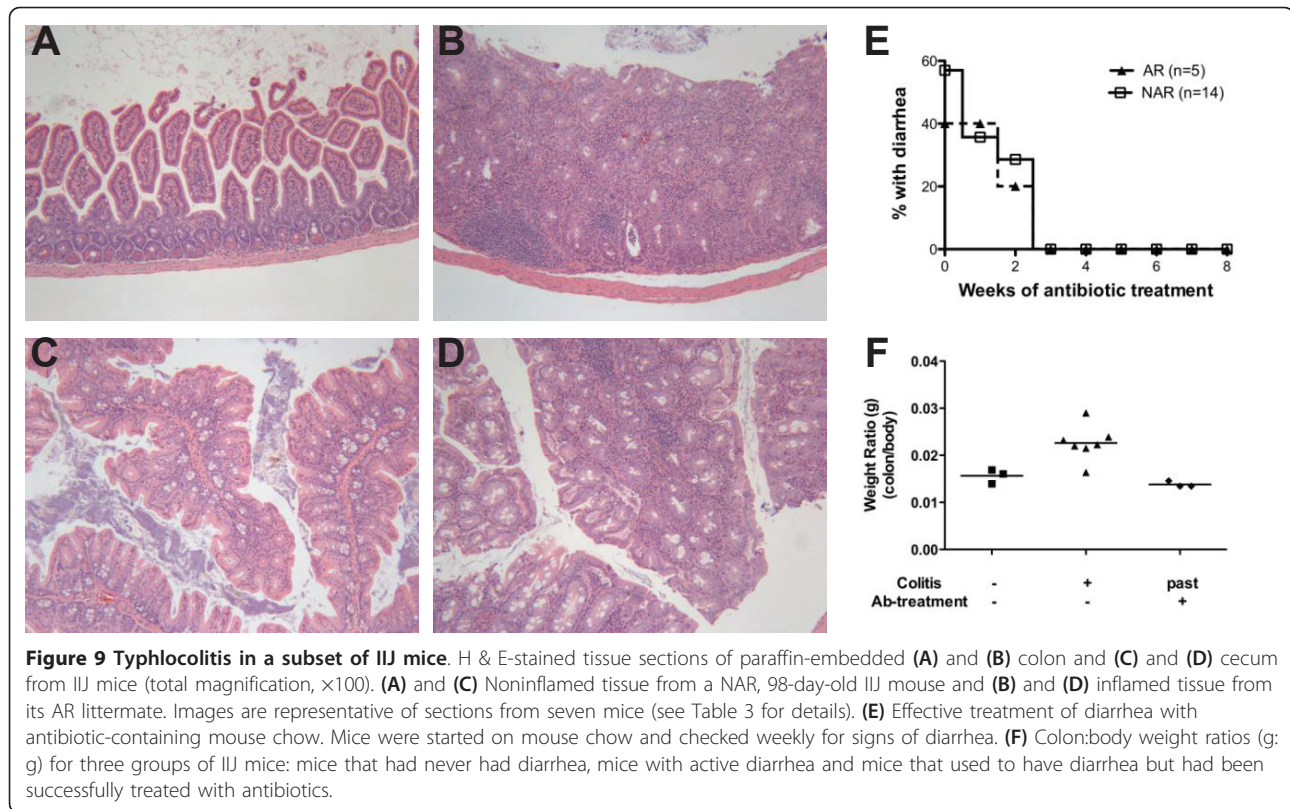 A
B
E
60
40
20
0
% with diarrhea
AR (n=5)
NAR (n=14)
0 2 4 6 8
Weeks of antibiotic treatment
C
D
F
0.04
0.03
0.02
0.01
0.00
Weight Ratio (g)
(colon/body)
Colitis - + past
Ab-treatment - - +
Figure 9 Typhlocolitis in a subset of IIJ mice. H & E-stained tissue sections of paraffin-embedded (A) and (B) colon and (C) and (D) cecum
from IIJ mice (total magnification, ×100). (A) and (C) Noninflamed tissue from a NAR, 98-day-old IIJ mouse and (B) and (D) inflamed tissue from
its AR littermate. Images are representative of sections from seven mice (see Table 3 for details). (E) Effective treatment of diarrhea with
antibiotic-containing mouse chow. Mice were started on mouse chow and checked weekly for signs of diarrhea. (F) Colon:body weight ratios (g:
g) for three groups of IIJ mice: mice that had never had diarrhea, mice with active diarrhea and mice that used to have diarrhea but had been
successfully treated with antibiotics.